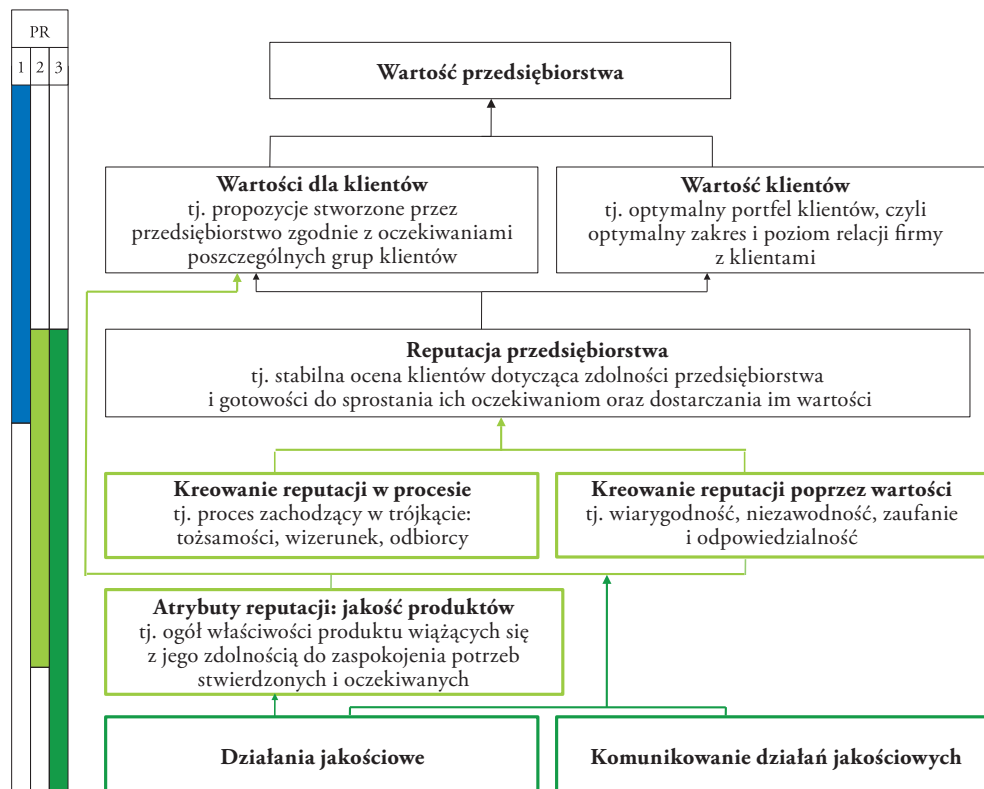 PR
1 2 3
Wartość przedsiębiorstwa
Wartości dla klientów
tj. propozycje stworzone przez
przedsiębiorstwo zgodnie z oczekiwaniami
poszczególnych grup klientów
Wartość klientów
tj. optymalny portfel klientów, czyli
optymalny zakres i poziom relacji firmy
z klientami
Reputacja przedsiębiorstwa
tj. stabilna ocena klientów dotycząca zdolności przedsiębiorstwa
i gotowości do sprostania ich oczekiwaniom oraz dostarczania im wartości
Kreowanie reputacji w procesie
tj. proces zachodzący w trójkącie:
tożsamości, wizerunek, odbiorcy
Kreowanie reputacji poprzez wartości
tj. wiarygodność, niezawodność, zaufanie
i odpowiedzialność
Atrybuty reputacji: jakość produktów
tj. ogół właściwości produktu wiążących się
z jego zdolnością do zaspokojenia potrzeb
stwierdzonych i oczekiwanych
Działania jakościowe
Komunikowanie działań jakościowych